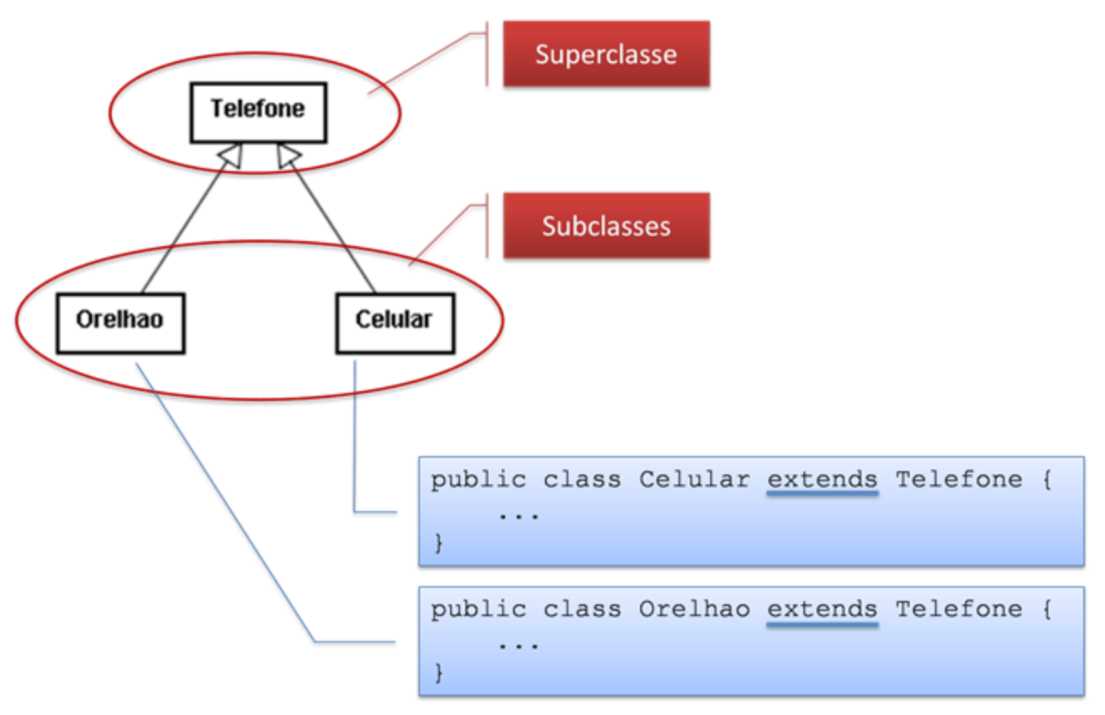 Superclasse
Telefone
Subclasses
Orelhao
Celular
public class Celular extends Telefone {
...
}
public class Orelhao extends Telefone {
...
}